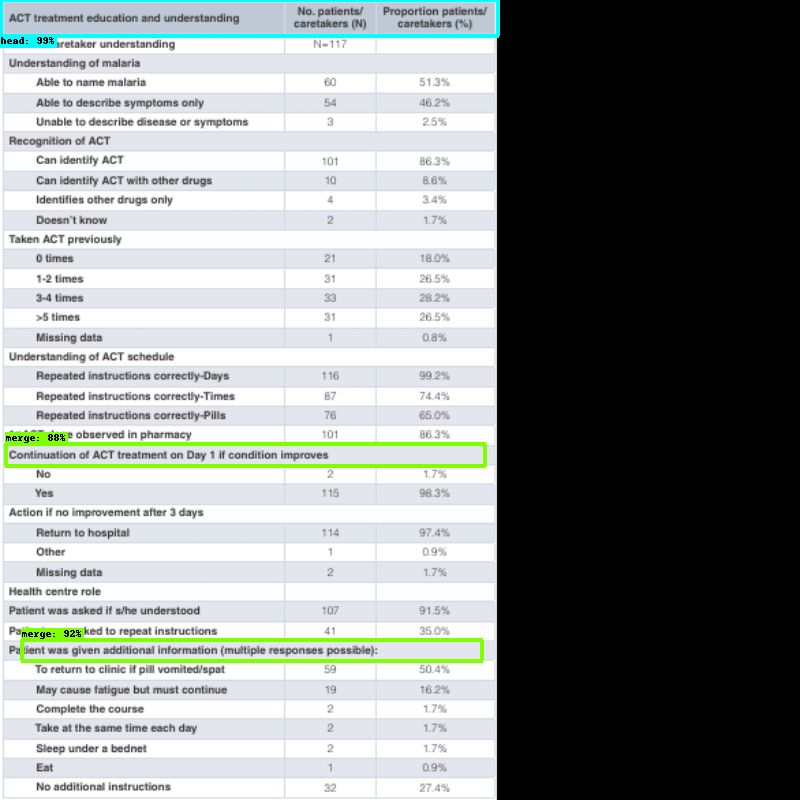 ACT treatment education and understanding No. patients/ caretakers (N) Proportion patients/ caretakers (%)
head: 99%
caretaker understanding N=117
Understanding of malaria
Able to name malaria 60 51.3%
Able to describe symptoms only 54 46.2%
Unable to describe disease or symptoms 3 2.5%
Recognition of ACT
Can identify ACT 101 86.3%
Can identify ACT with other drugs 10 8.6%
Identifies other drugs only 4 3.4%
Doesn't know 2 1.7%
Taken ACT previously
0 times 21 18.0%
1-2 times 31 26.5%
3-4 times 33 28.2%
>5 times 31 26.5%
Missing data 1 0.8%
Understanding of ACT schedule
Repeated instructions correctly-Days 116 99.2%
Repeated instructions correctly-Times 87 74.4%
Repeated instructions correctly-Pills 76 65.0%
observed in pharmacy 101 86.3%
merge: 88%
Continuation of ACT treatment on Day 1 if condition improves
No 2 1.7%
Yes 115 98.3%
Action if no improvement after 3 days
Return to hospital 114 97.4%
Other 1 0.9%
Missing data 2 1.7%
Health centre role
Patient was asked if s/he understood 107 91.5%
to repeat instructions 41 35.0%
merge: 92%
Patient was given additional information (multiple responses possible):
To return to clinic if pill vomited/spat 59 50.4%
May cause fatigue but must continue 19 16.2%
Complete the course 2 1.7%
Take at the same time each day 2 1.7%
Sleep under a bednet 2 1.7%
Eat 1 0.9%
No additional instructions 32 27.4%